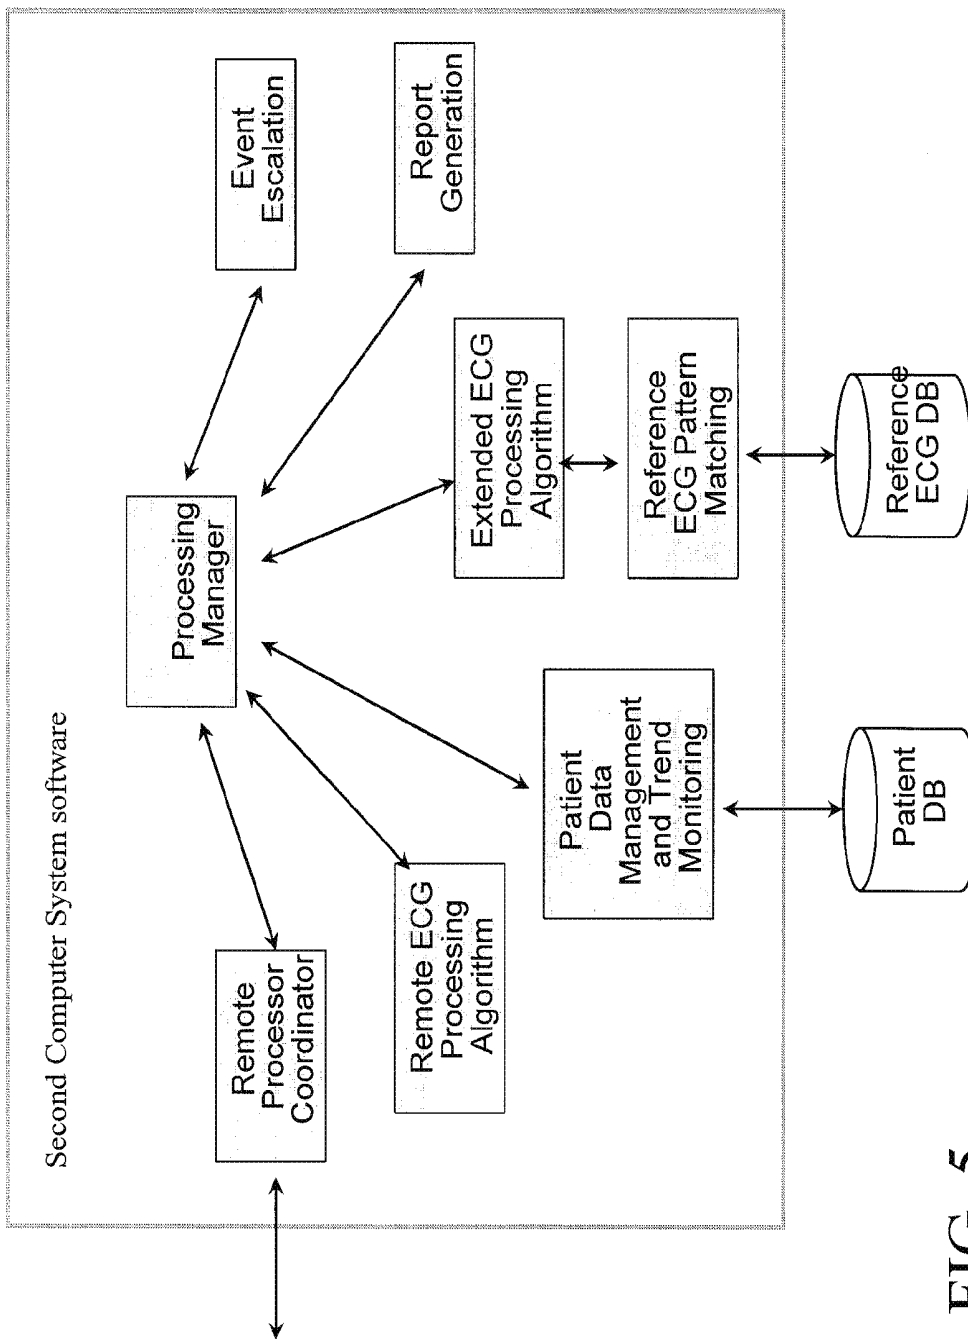 Second Computer System software
Processing
Manager
Remote
Processor
Coordinator
Event
Escalation
Remote ECG
Processing
Algorithm
Report
Generation
Patient
Data
Management
and Trend
Monitoring
Extended ECG
Processing
Algorithm
Reference
ECG Pattern
Matching
Patient
DB
Reference
ECG DB
FIG. 5